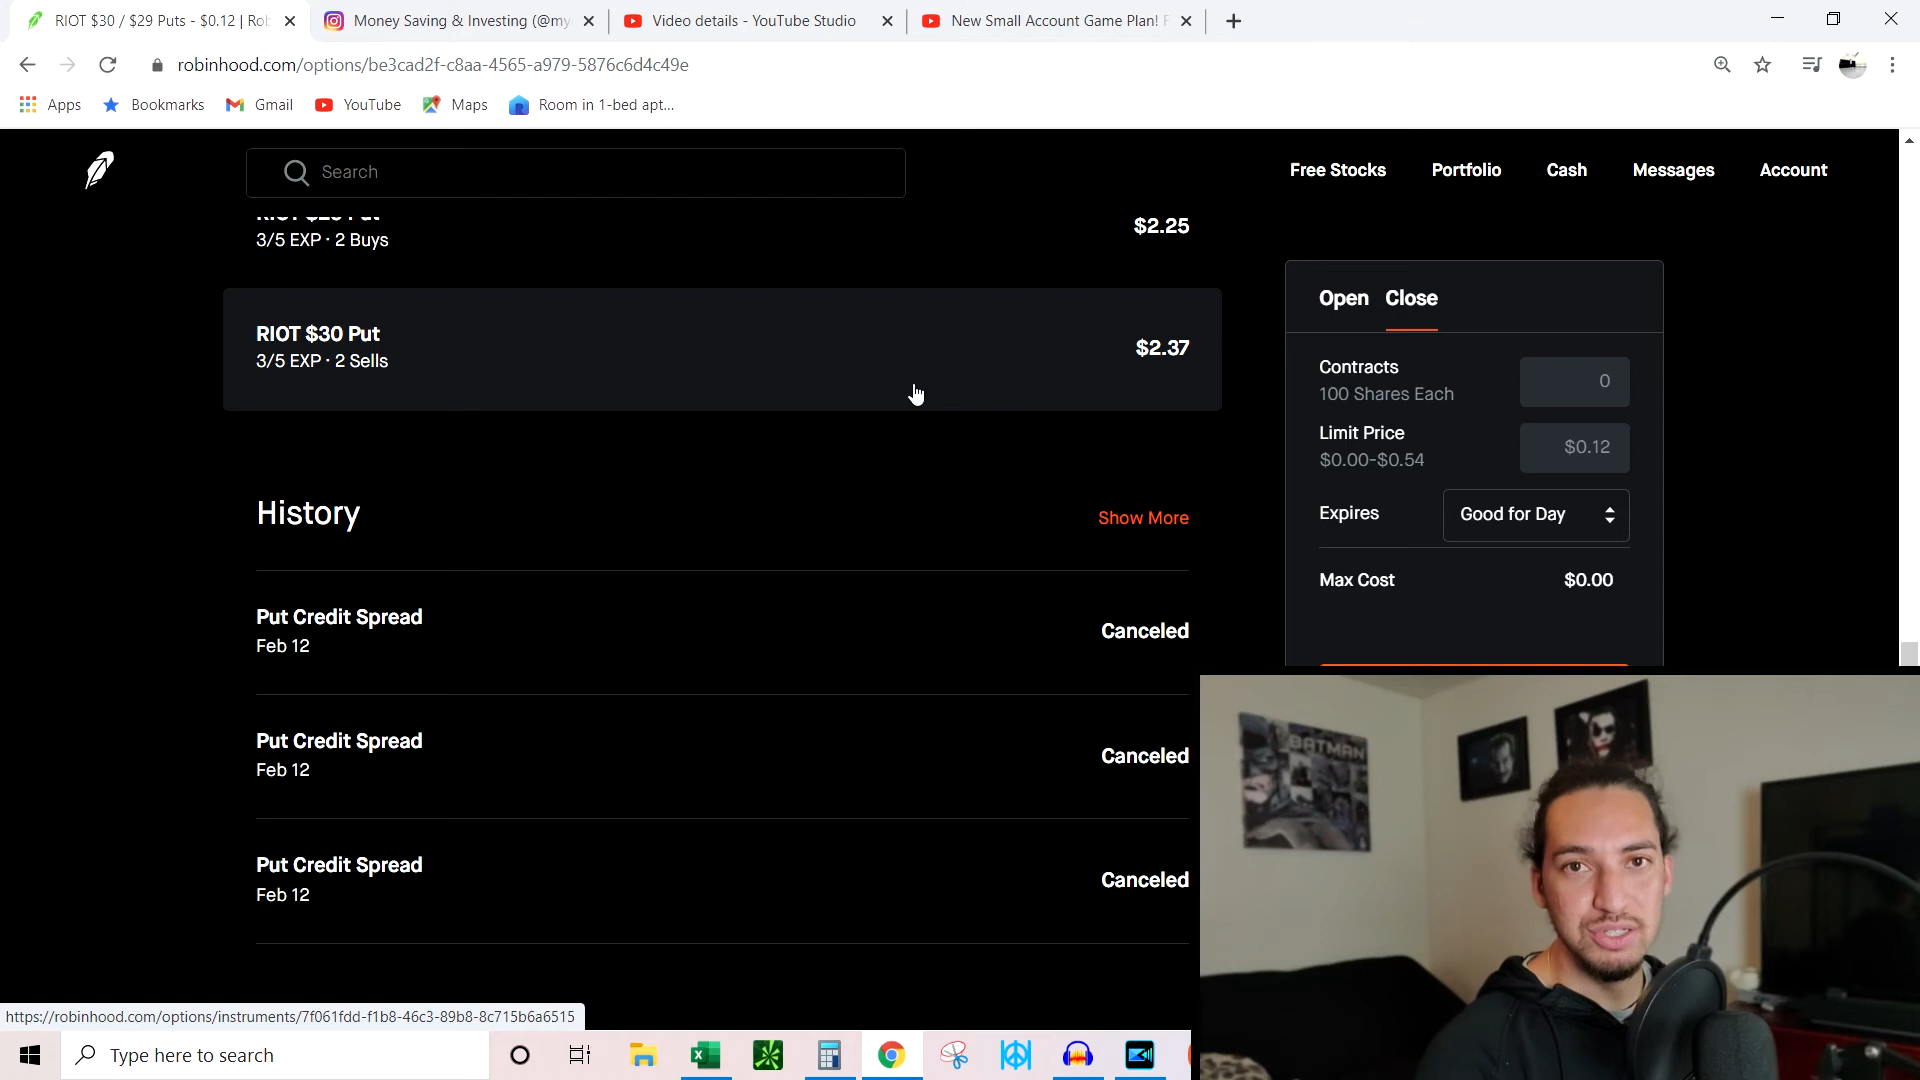 RIOT $30 / $29 Puts - $0.12 | Rob
Money Saving & Investing (@my
Video details - YouTube Studio
New Small Account Game Plan! F
robinhood.com/options/be3cad2f-c8aa-4565-a979-5876c6d4c49e
Apps
Bookmarks
Gmail
YouTube
Maps
Room in 1-bed apt...
Search
Free Stocks
Portfolio
Cash
Messages
Account
$2.25
3/5 EXP · 2 Buys
RIOT $30 Put
3/5 EXP · 2 Sells
$2.37
History
Show More
Put Credit Spread
Feb 12
Canceled
Put Credit Spread
Feb 12
Canceled
Put Credit Spread
Feb 12
Canceled
Open Close
Contracts
100 Shares Each
0
Limit Price
$0.00-$0.54
$0.12
Expires
Good for Day
Max Cost
$0.00
BATMAN
https://robinhood.com/options/instruments/7f061fdd-f1b8-46c3-89b8-8c715b6a6515
Type here to search